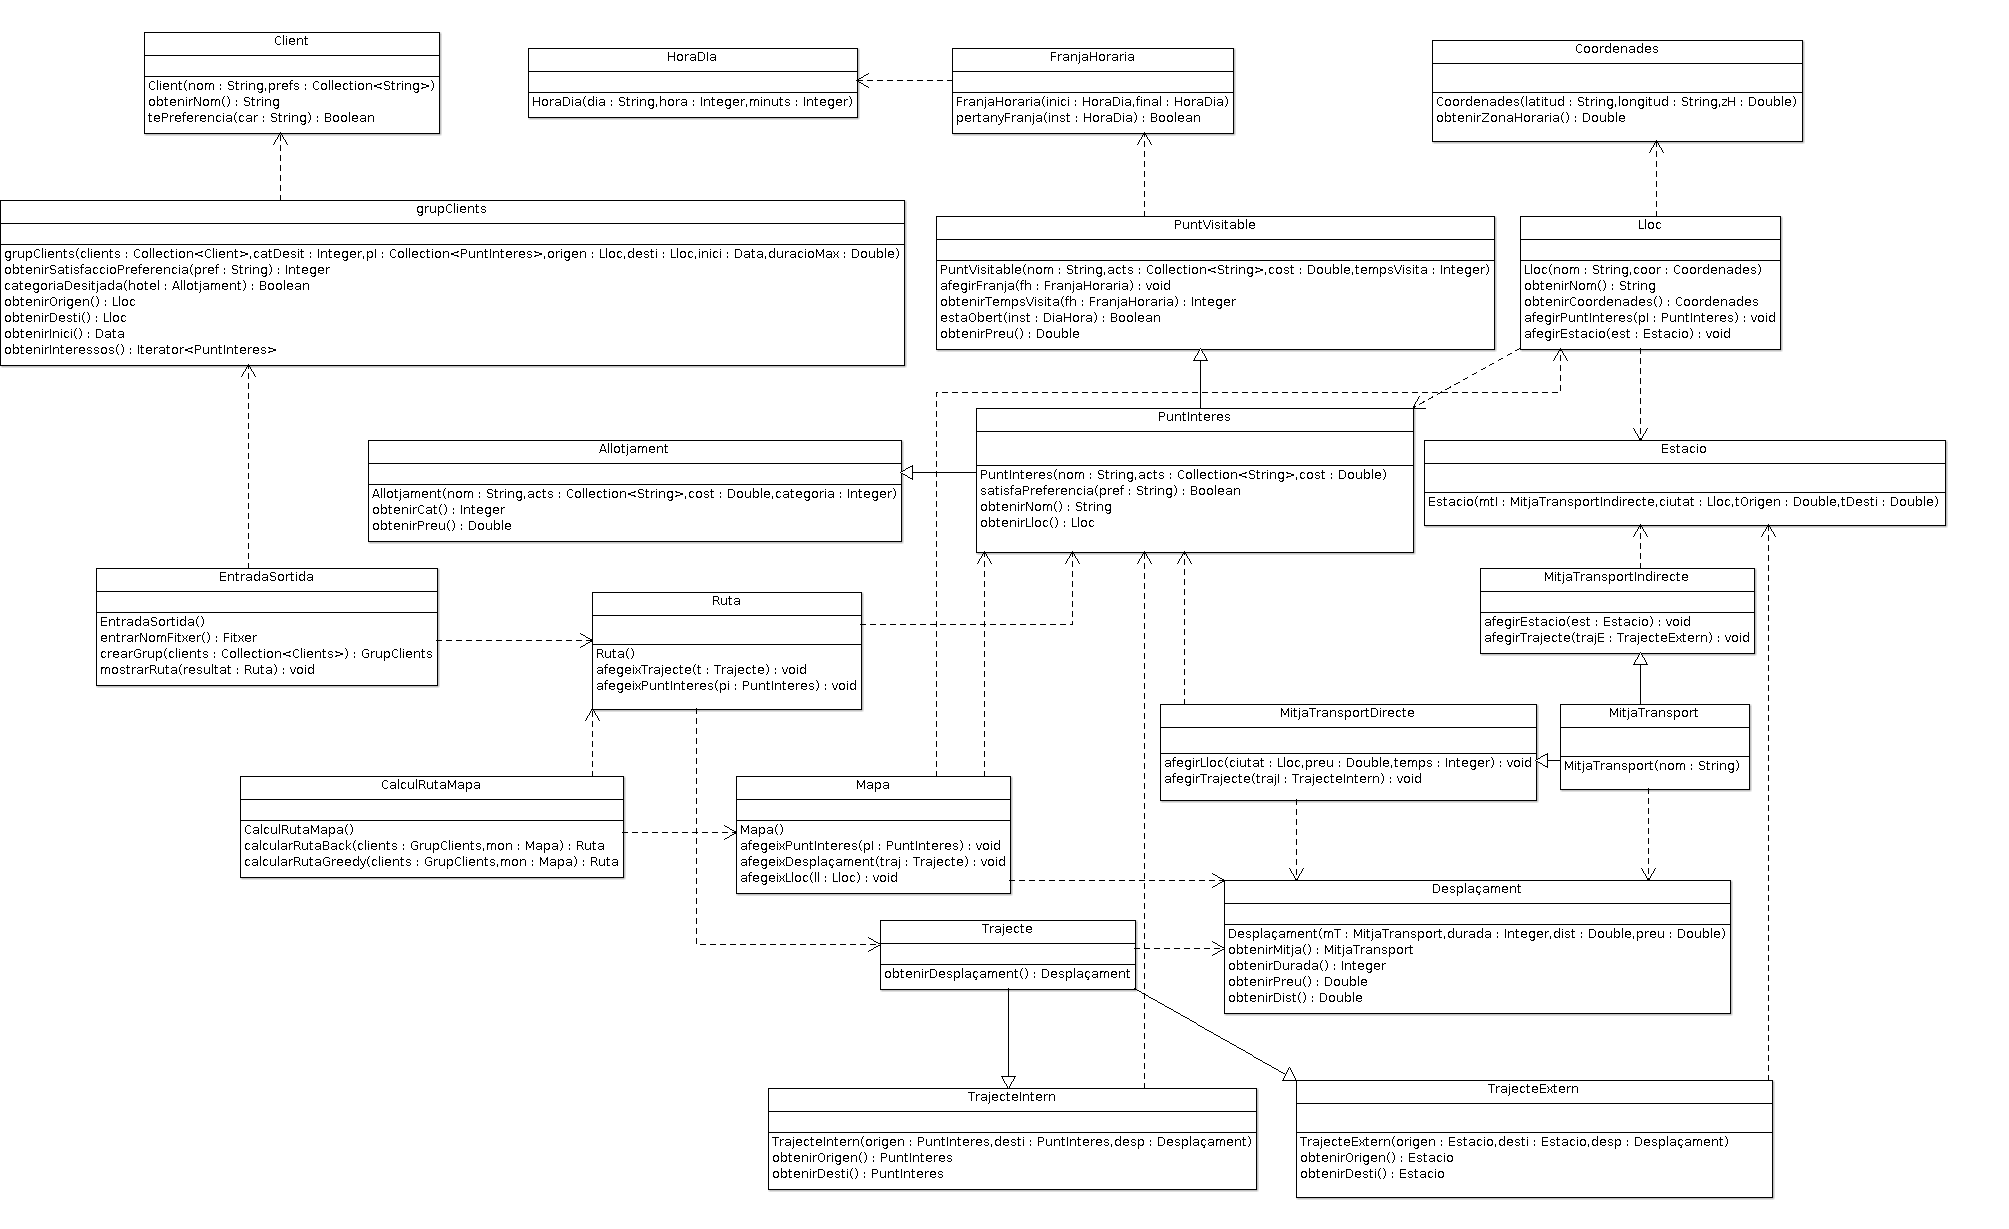 Client
Client(nom : String,prefs : Collection<String>)
obtenirNom() : String
tePreferencia(car : String) : Boolean
HoraDIa
HoraDia(dia : String,hora : Integer,minuts : Integer)
FranjaHoraria
FranjaHoraria(inici : HoraDia,final : HoraDia)
pertanyFranja(inst : HoraDia) : Boolean
Coordenades
Coordenades(latitud : String,longitud : String,zH : Double)
obtenirZonaHoraria() : Double
grupClients
grupClients(clients : Collection<Client>,catDesit : Integer,pI : Collection<PuntInteres>,origen : Lloc,desti : Lloc,inici : Data,duracioMax : Double)
obtenirSatisfaccioPreferencia(pref : String) : Integer
categoriaDesitjada(hotel : Allotjament) : Boolean
obtenirOrigen() : Lloc
obtenirDesti() : Lloc
obtenirInici() : Data
obtenirInteressos() : Iterator<PuntInteres>
PuntVisitable
PuntVisitable(nom : String,acts : Collection<String>,cost : Double,tempsVisita : Integer)
afegirFranja(fh : FranjaHoraria) : void
obtenirTempsVisita(fh : FranjaHoraria) : Integer
estaObert(inst : DiaHora) : Boolean
obtenirPreu() : Double
Lloc
Lloc(nom : String,coor : Coordenades)
obtenirNom() : String
obtenirCoordenades() : Coordenades
afegirPuntInteres(pI : PuntInteres) : void
afegirEstacio(est : Estacio) : void
Allotjament
Allotjament(nom : String,acts : Collection<String>,cost : Double,categoria : Integer)
obtenirCat() : Integer
obtenirPreu() : Double
PuntInteres
PuntInteres(nom : String,acts : Collection<String>,cost : Double)
satisfaPreferencia(pref : String) : Boolean
obtenirNom() : String
obtenirLloc() : Lloc
Estacio
Estacio(mtI : MitjaTransportIndirecte,ciutat : Lloc,tOrigen : Double,tDesti : Double)
EntradaSortida
EntradaSortida()
entrarNomFitxer() : Fitxer
crearGrup(clients : Collection<Clients>) : GrupClients
mostrarRuta(resultat : Ruta) : void
Ruta
Ruta()
afegeixTrajecte(t : Trajecte) : void
afegeixPuntInteres(pi : PuntInteres) : void
MitjaTransportIndirecte
afegirEstacio(est : Estacio) : void
afegirTrajecte(trajE : TrajecteExtern) : void
MitjaTransportDirecte
afegirLloc(ciutat : Lloc,preu : Double,temps : Integer) : void
afegirTrajecte(trajI : TrajecteIntern) : void
MitjaTransport
MitjaTransport(nom : String)
CalculRutaMapa
CalculRutaMapa()
calcularRutaBack(clients : GrupClients,mon : Mapa) : Ruta
calcularRutaGreedy(clients : GrupClients,mon : Mapa) : Ruta
Mapa
Mapa()
afegeixPuntInteres(pI : PuntInteres) : void
afegeixDesplaçament(traj : Trajecte) : void
afegeixLloc(ll : Lloc) : void
Desplaçament
Desplaçament(mT : MitjaTransport,durada : Integer,dist : Double,preu : Double)
obtenirMitja() : MitjaTransport
obtenirDurada() : Integer
obtenirPreu() : Double
obtenirDist() : Double
Trajecte
obtenirDesplaçament() : Desplaçament
TrajecteIntern
TrajecteIntern(origen : PuntInteres,desti : PuntInteres,desp : Desplaçament)
obtenirOrigen() : PuntInteres
obtenirDesti() : PuntInteres
TrajecteExtern
TrajecteExtern(origen : Estacio,desti : Estacio,desp : Desplaçament)
obtenirOrigen() : Estacio
obtenirDesti() : Estacio